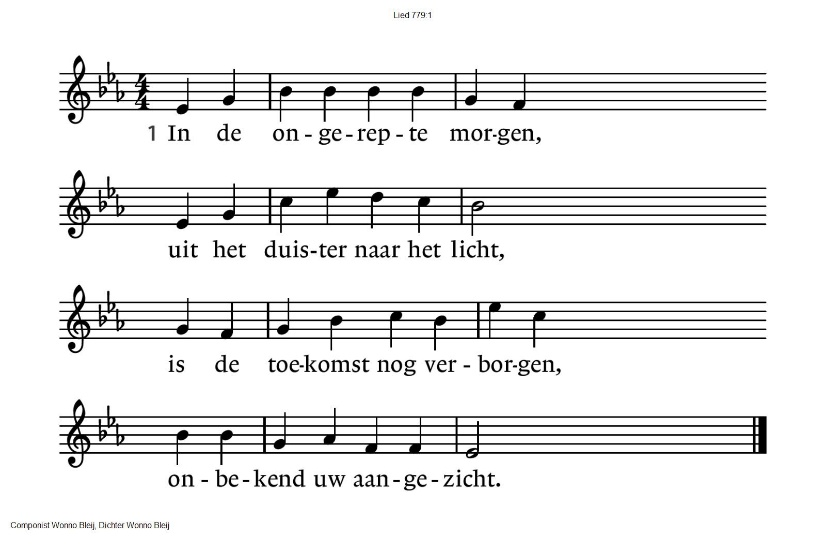 Lied 779:1
4
4
1 In de on - ge - rep - te mor-gen,
uit het duis-ter naar het licht,
is de toe-komst nog ver - bor-gen,
on - be - kend uw aan - ge - zicht.
Componist Wonno Bleij, Dichter Wonno Bleij